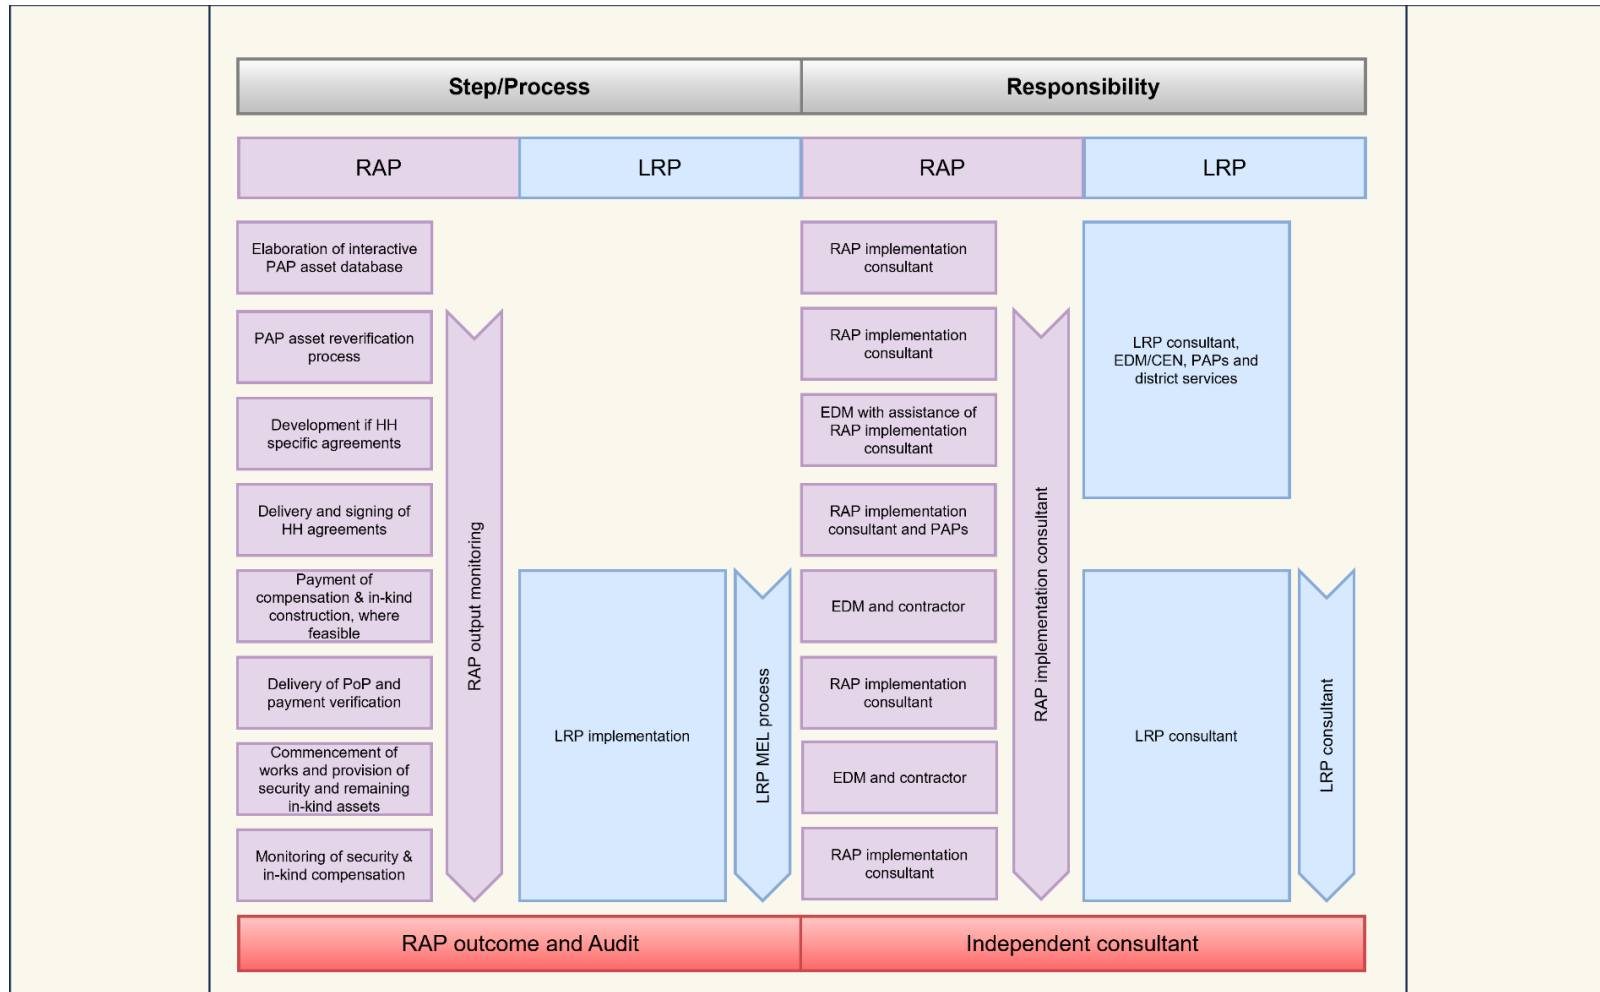 Step/Process
Responsibility
RAP
LRP
RAP
LRP
Elaboration of interactive
PAP asset database
PAP asset reverification
process
Development if HH
specific agreements
Delivery and signing of
HH agreements
Payment of
compensation & in-kind
construction, where
feasible
Delivery of PoP and
payment verification
Commencement of
works and provision of
security and remaining
in-kind assets
Monitoring of security &
in-kind compensation
RAP output monitoring
LRP implementation
LRP MEL process
RAP implementation
consultant
RAP implementation
consultant
EDM with assistance of
RAP implementation
consultant
RAP implementation
consultant and PAPs
EDM and contractor
RAP implementation
consultant
EDM and contractor
RAP implementation
consultant
RAP implementation consultant
LRP consultant,
EDM/CEN, PAPs and
district services
LRP consultant
LRP consultant
RAP outcome and Audit
Independent consultant